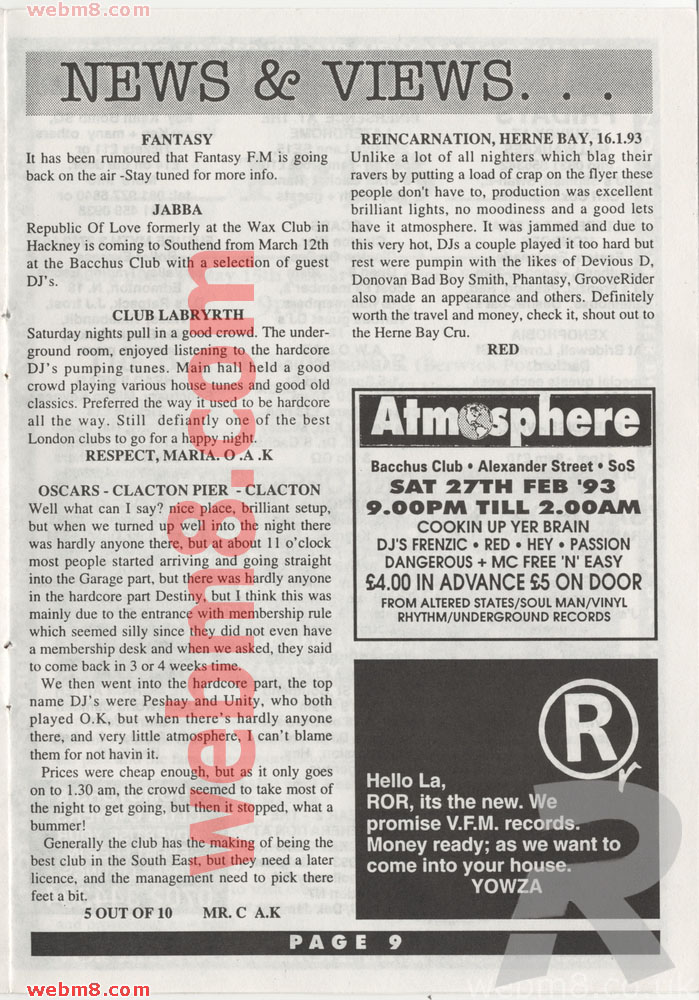 webm8.com
webm8.com
NEWS & VIEWS. . .
FANTASY
It has been rumoured that Fantasy F.M is going
back on the air -Stay tuned for more info.
JABBA
Republic Of Love formerly at the Wax Club in
Hackney is coming to Southend from March 12th
at the Bacchus Club with a selection of guest
DJ's.
CLUB LABRYRTH
Saturday nights pull in a good crowd. The under-
ground room, enjoyed listening to the hardcore
DJ's pumping tunes. Main hall held a good
crowd playing various house tunes and good old
classics. Preferred the way it used to be hardcore
all the way. Still defiantly one of the best
London clubs to go for a happy night.
RESPECT, MARIA. O .A .K
OSCARS - CLACTON PIER - CLACTON
Well what can I say? nice place, brilliant setup,
but when we turned up well into the night there
was hardly anyone there, but at about 11 o'clock
most people started arriving and going straight
into the Garage part, but there was hardly anyone
in the hardcore part Destiny, but I think this was
mainly due to the entrance with membership rule
which seemed silly since they did not even have
a membership desk and when we asked, they said
to come back in 3 or 4 weeks time.
We then went into the hardcore part, the top
name DJ's were Peshay and Unity, who both
played O.K, but when there's hardly anyone
there, and very little atmosphere, I can't blame
them for not havin it.
Prices were cheap enough, but as it only goes
on to 1.30 am, the crowd seemed to take most of
the night to get going, but then it stopped, what a
bummer!
Generally the club has the making of being the
best club in the South East, but they need a later
licence, and the management need to pick there
feet a bit.
5 OUT OF 10 MR. C A.K
REINCARNATION, HERNE BAY, 16.1.93
Unlike a lot of all nighters which blag their
ravers by putting a load of crap on the flyer these
people don't have to, production was excellent
brilliant lights, no moodiness and a good lets
have it atmosphere. It was jammed and due to
this very hot, DJs a couple played it too hard but
rest were pumpin with the likes of Devious D,
Donovan Bad Boy Smith, Phantasy, GrooveRider
also made an appearance and others. Definitely
worth the travel and money, check it, shout out to
the Herne Bay Cru.
RED
Atmosphere
Bacchus Club • Alexander Street • SoS
SAT 27TH FEB '93
9.00PM TILL 2.00AM
COOKIN UP YER BRAIN
DJ'S FRENZIC • RED • HEY • PASSION
DANGEROUS + MC FREE 'N' EASY
£4.00 IN ADVANCE £5 ON DOOR
FROM ALTERED STATES/SOUL MAN/VINYL
RHYTHM/UNDERGROUND RECORDS
R
r
Hello La,
ROR, its the new. We
promise V.F.M. records.
Money ready; as we want to
come into your house.
YOWZA
R
PAGE 9
webm8.com
webm8.co.uk